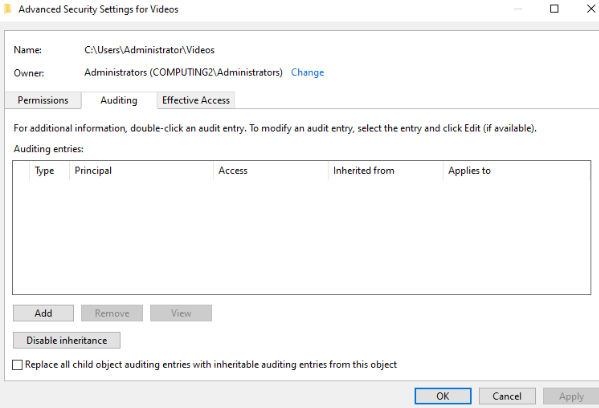 Advanced Security Settings for Videos
Name: C:\Users\Administrator\Videos
Owner: Administrators (COMPUTING2\Administrators) Change
Permissions Auditing Effective Access
For additional information, double-click an audit entry. To modify an audit entry, select the entry and click Edit (if available).
Auditing entries:
Type Principal Access Inherited from Applies to
Add Remove View
Disable inheritance
Replace all child object auditing entries with inheritable auditing entries from this object
OK Cancel Apply